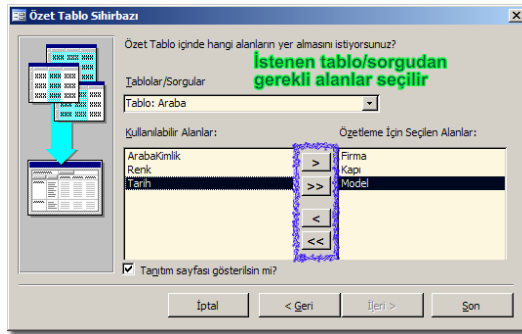 Özet Tablo Sihirbazı
Özet Tablo içinde hangi alanların yer almasını istiyorsunuz?
İstenen tablo/sorgudan
gerekli alanlar seçilir
Tablolar/Sorgular
Tablo: Araba
Kullanılabilir Alanlar:
Özetleme İçin Seçilen Alanlar:
ArabaKimlik
Renk
Tarih
>
>>
<
<<
Firma
Kapı
Model
Tanıtım sayfası gösterilsin mi?
İptal
< Geri
İleri >
Son